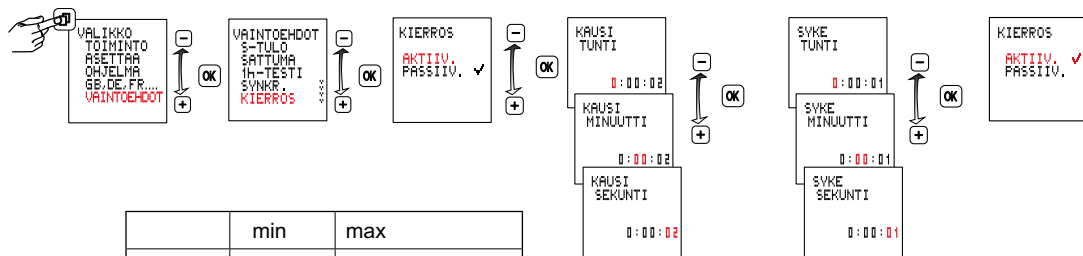 VALIKKO
TOIMINTO
ASETTAA
OHJELMA
GB,DE,FR....
VAINTOEHDOT
OK
VAINTOEHDOT
S-TULO
SATTUMA
1h-TESTI
SYNKR.
KIERROS
OK
KIERROS
AKTIIV.
PASSIIV. ✓
OK
KAUSI
TUNTI
0:00:02
KAUSI
MINUUTTI
0:00:02
KAUSI
SEKUNTI
0:00:02
OK
SYKE
TUNTI
0:00:01
SYKE
MINUUTTI
0:00:01
SYKE
SEKUNTI
0:00:01
OK
KIERROS
AKTIIV. ✓
PASSIIV.
min max